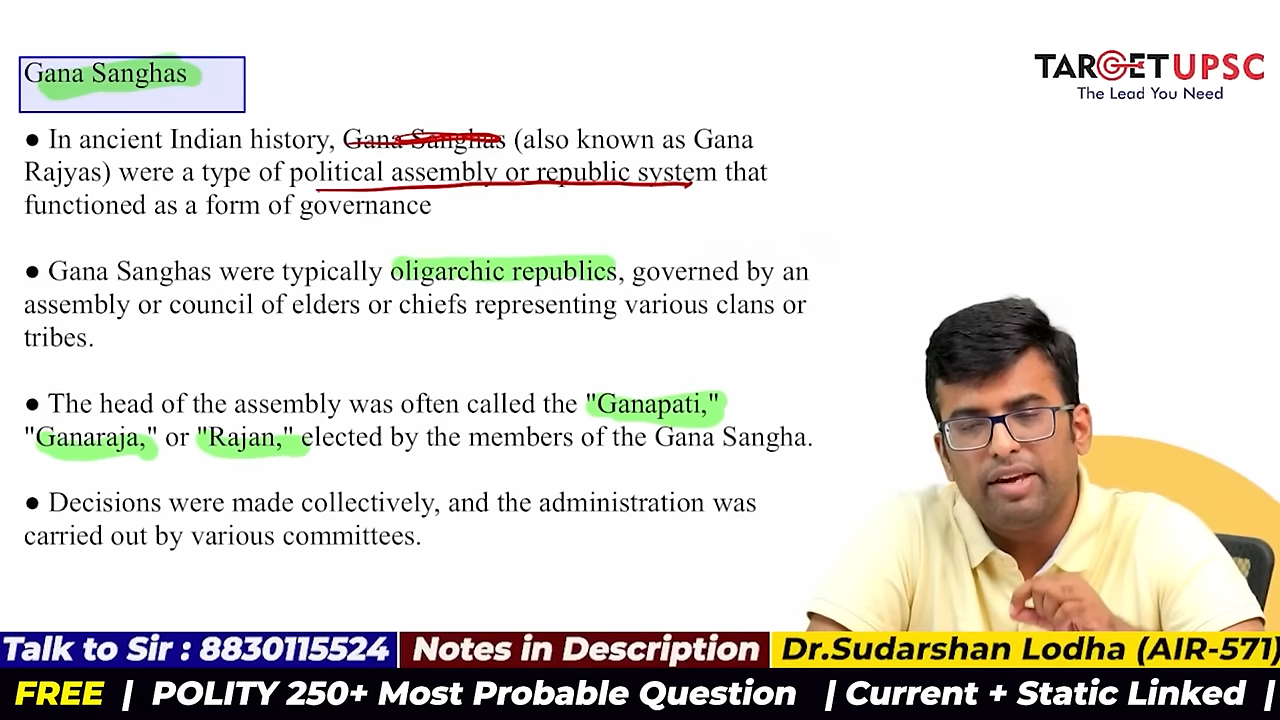 Gana Sanghas
TARGETUPSC
The Lead You Need
● In ancient Indian history, Gana Sanghas (also known as Gana
Rajyas) were a type of political assembly or republic system that
functioned as a form of governance
● Gana Sanghas were typically oligarchic republics, governed by an
assembly or council of elders or chiefs representing various clans or
tribes.
● The head of the assembly was often called the "Ganapati,"
"Ganaraja," or "Rajan," elected by the members of the Gana Sangha.
● Decisions were made collectively, and the administration was
carried out by various committees.
Talk to Sir : 8830115524 Notes in Description Dr.Sudarshan Lodha (AIR-571)
FREE | POLITY 250+ Most Probable Question | Current + Static Linked |